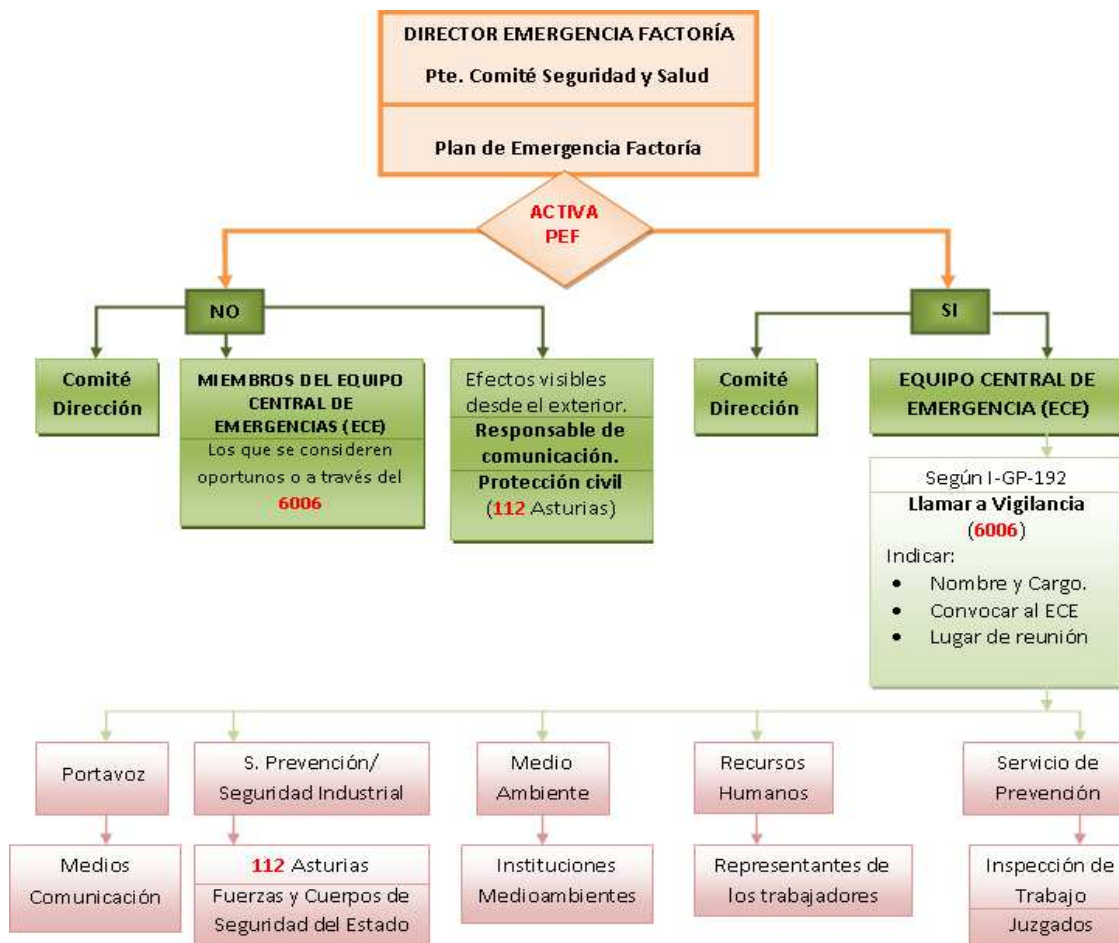 DIRECTOR EMERGENCIA FACTORÍA
Pte. Comité Seguridad y Salud
Plan de Emergencia Factoría
ACTIVA
PEF
NO
SI
Comité
Dirección
MIEMBROS DEL EQUIPO
CENTRAL DE
EMERGENCIAS (ECE)
Los que se consideren
oportunos o a través del
6006
Efectos visibles
desde el exterior.
Responsable de
comunicación.
Protección civil
(112 Asturias)
Comité
Dirección
EQUIPO CENTRAL DE
EMERGENCIA (ECE)
Según I-GP-192
Llamar a Vigilancia
(6006)
Indicar:
• Nombre y Cargo.
• Convocar al ECE
• Lugar de reunión
Portavoz
S. Prevención/
Seguridad Industrial
Medio
Ambiente
Recursos
Humanos
Servicio de
Prevención
Medios
Comunicación
112 Asturias
Fuerzas y Cuerpos de
Seguridad del Estado
Instituciones
Medioambientes
Representantes de
los trabajadores
Inspección de
Trabajo
Juzgados